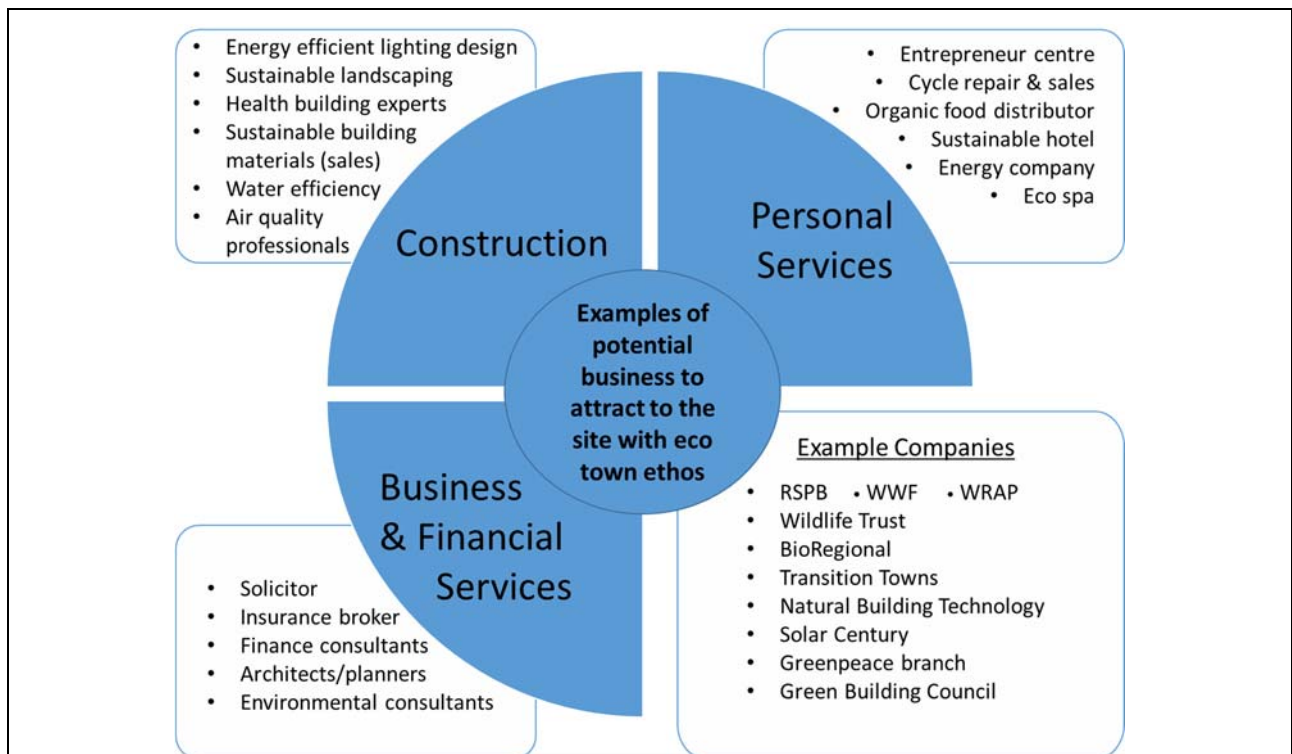 • Energy efficient lighting design
• Sustainable landscaping
• Health building experts
• Sustainable building
materials (sales)
• Water efficiency
• Air quality
professionals
Construction
• Entrepreneur centre
• Cycle repair & sales
• Organic food distributor
• Sustainable hotel
• Energy company
• Eco spa
Personal
Services
Examples of
potential
business to
attract to the
site with eco
town ethos
Business
& Financial
Services
• Solicitor
• Insurance broker
• Finance consultants
• Architects/planners
• Environmental consultants
Example Companies
• RSPB • WWF • WRAP
• Wildlife Trust
• BioRegional
• Transition Towns
• Natural Building Technology
• Solar Century
• Greenpeace branch
• Green Building Council